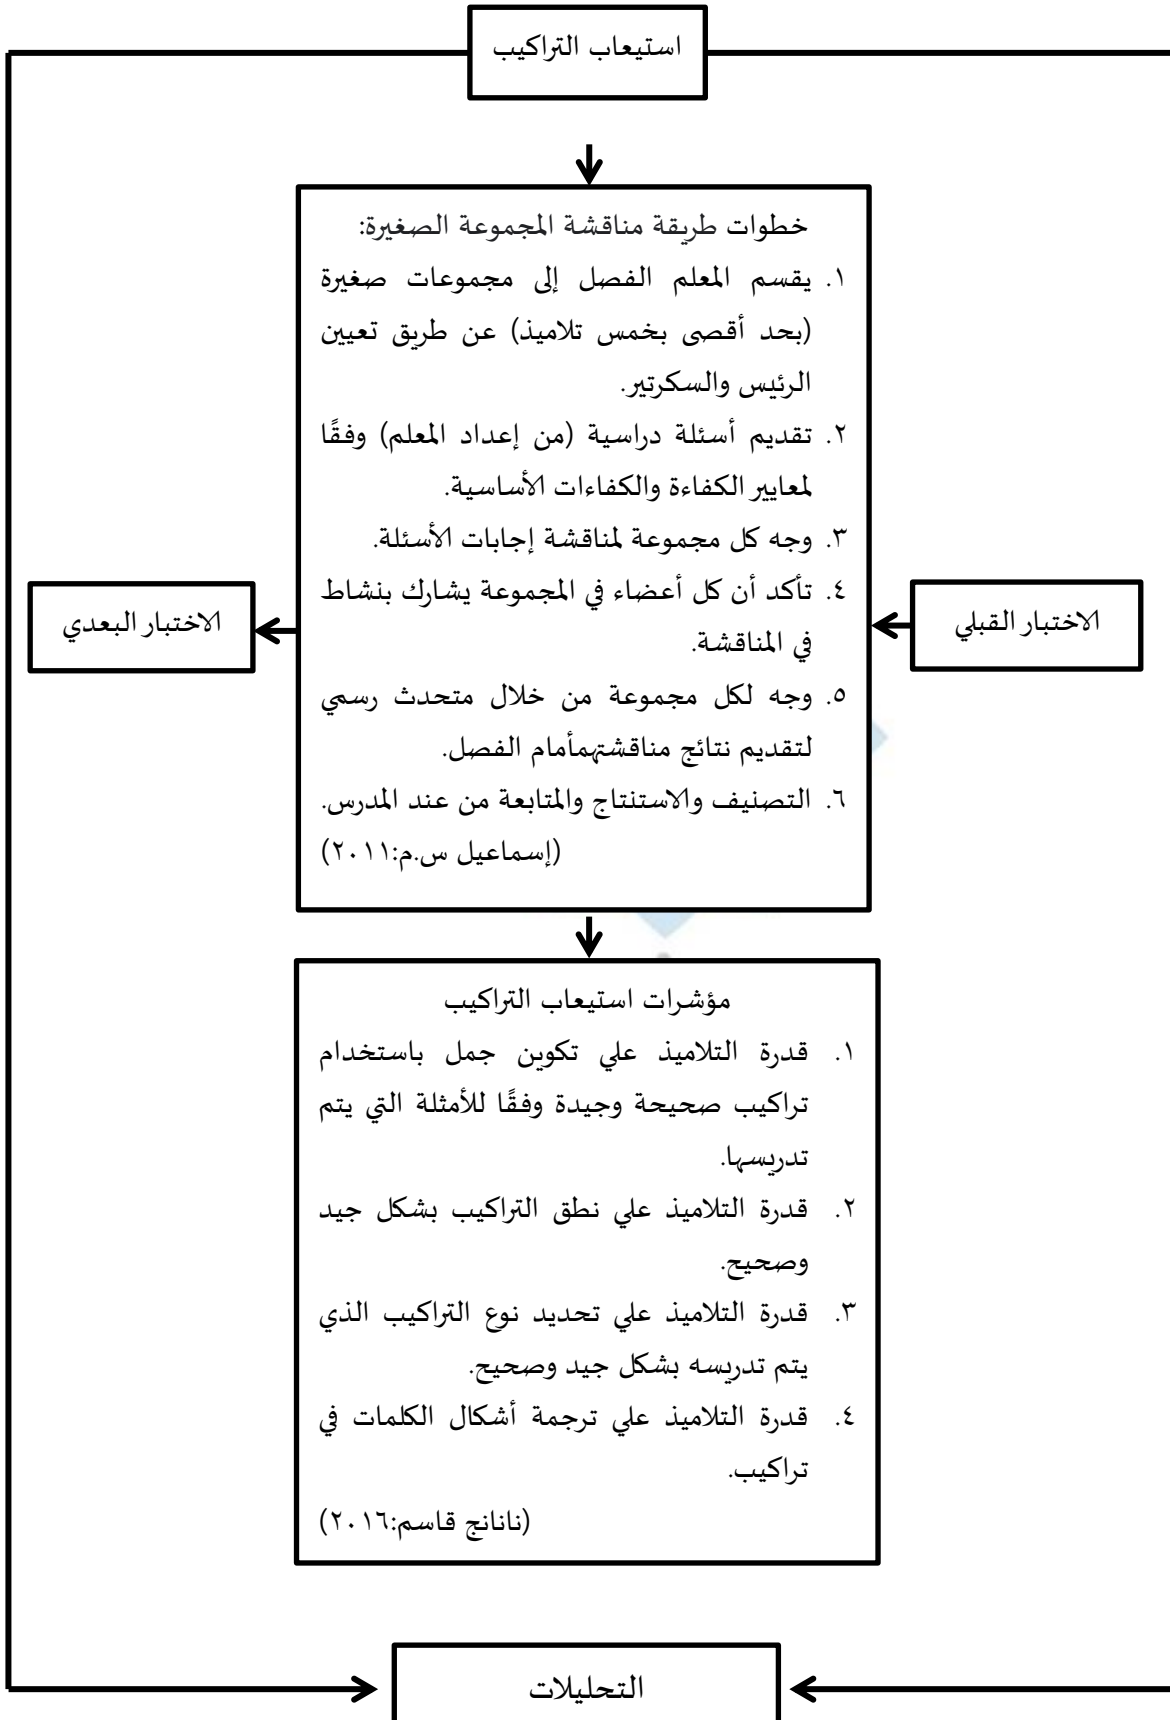 استيعاب التراكيب
خطوات طريقة مناقشة المجموعة الصغيرة:
١. يقسم المعلم الفصل إلى مجموعات صغيرة
(بحد أقصى بخمس تلاميذ) عن طريق تعيين
الرئيس والسكرتير.
٢. تقديم أسئلة دراسية (من إعداد المعلم) وفقًا
لمعايير الكفاءة والكفاءات الأساسية.
٣. وجه كل مجموعة لمناقشة إجابات الأسئلة.
٤. تأكد أن كل أعضاء في المجموعة يشارك بنشاط
في المناقشة.
٥. وجه لكل مجموعة من خلال متحدث رسمي
لتقديم نتائج مناقشتهمأمام الفصل.
٦. التصنيف والاستنتاج والمتابعة من عند المدرس.
(إسماعيل س.م:٢٠١١)
الاختبار القبلي
الاختبار البعدي
مؤشرات استيعاب التراكيب
١. قدرة التلاميذ علي تكوين جمل باستخدام
تراكيب صحيحة وجيدة وفقًا للأمثلة التي يتم
تدريسها.
٢. قدرة التلاميذ علي نطق التراكيب بشكل جيد
وصحيح.
٣. قدرة التلاميذ علي تحديد نوع التراكيب الذي
يتم تدريسه بشكل جيد وصحيح.
٤. قدرة التلاميذ علي ترجمة أشكال الكلمات في
تراكيب.
(نانانج قاسم:٢٠١٦)
التحليلات